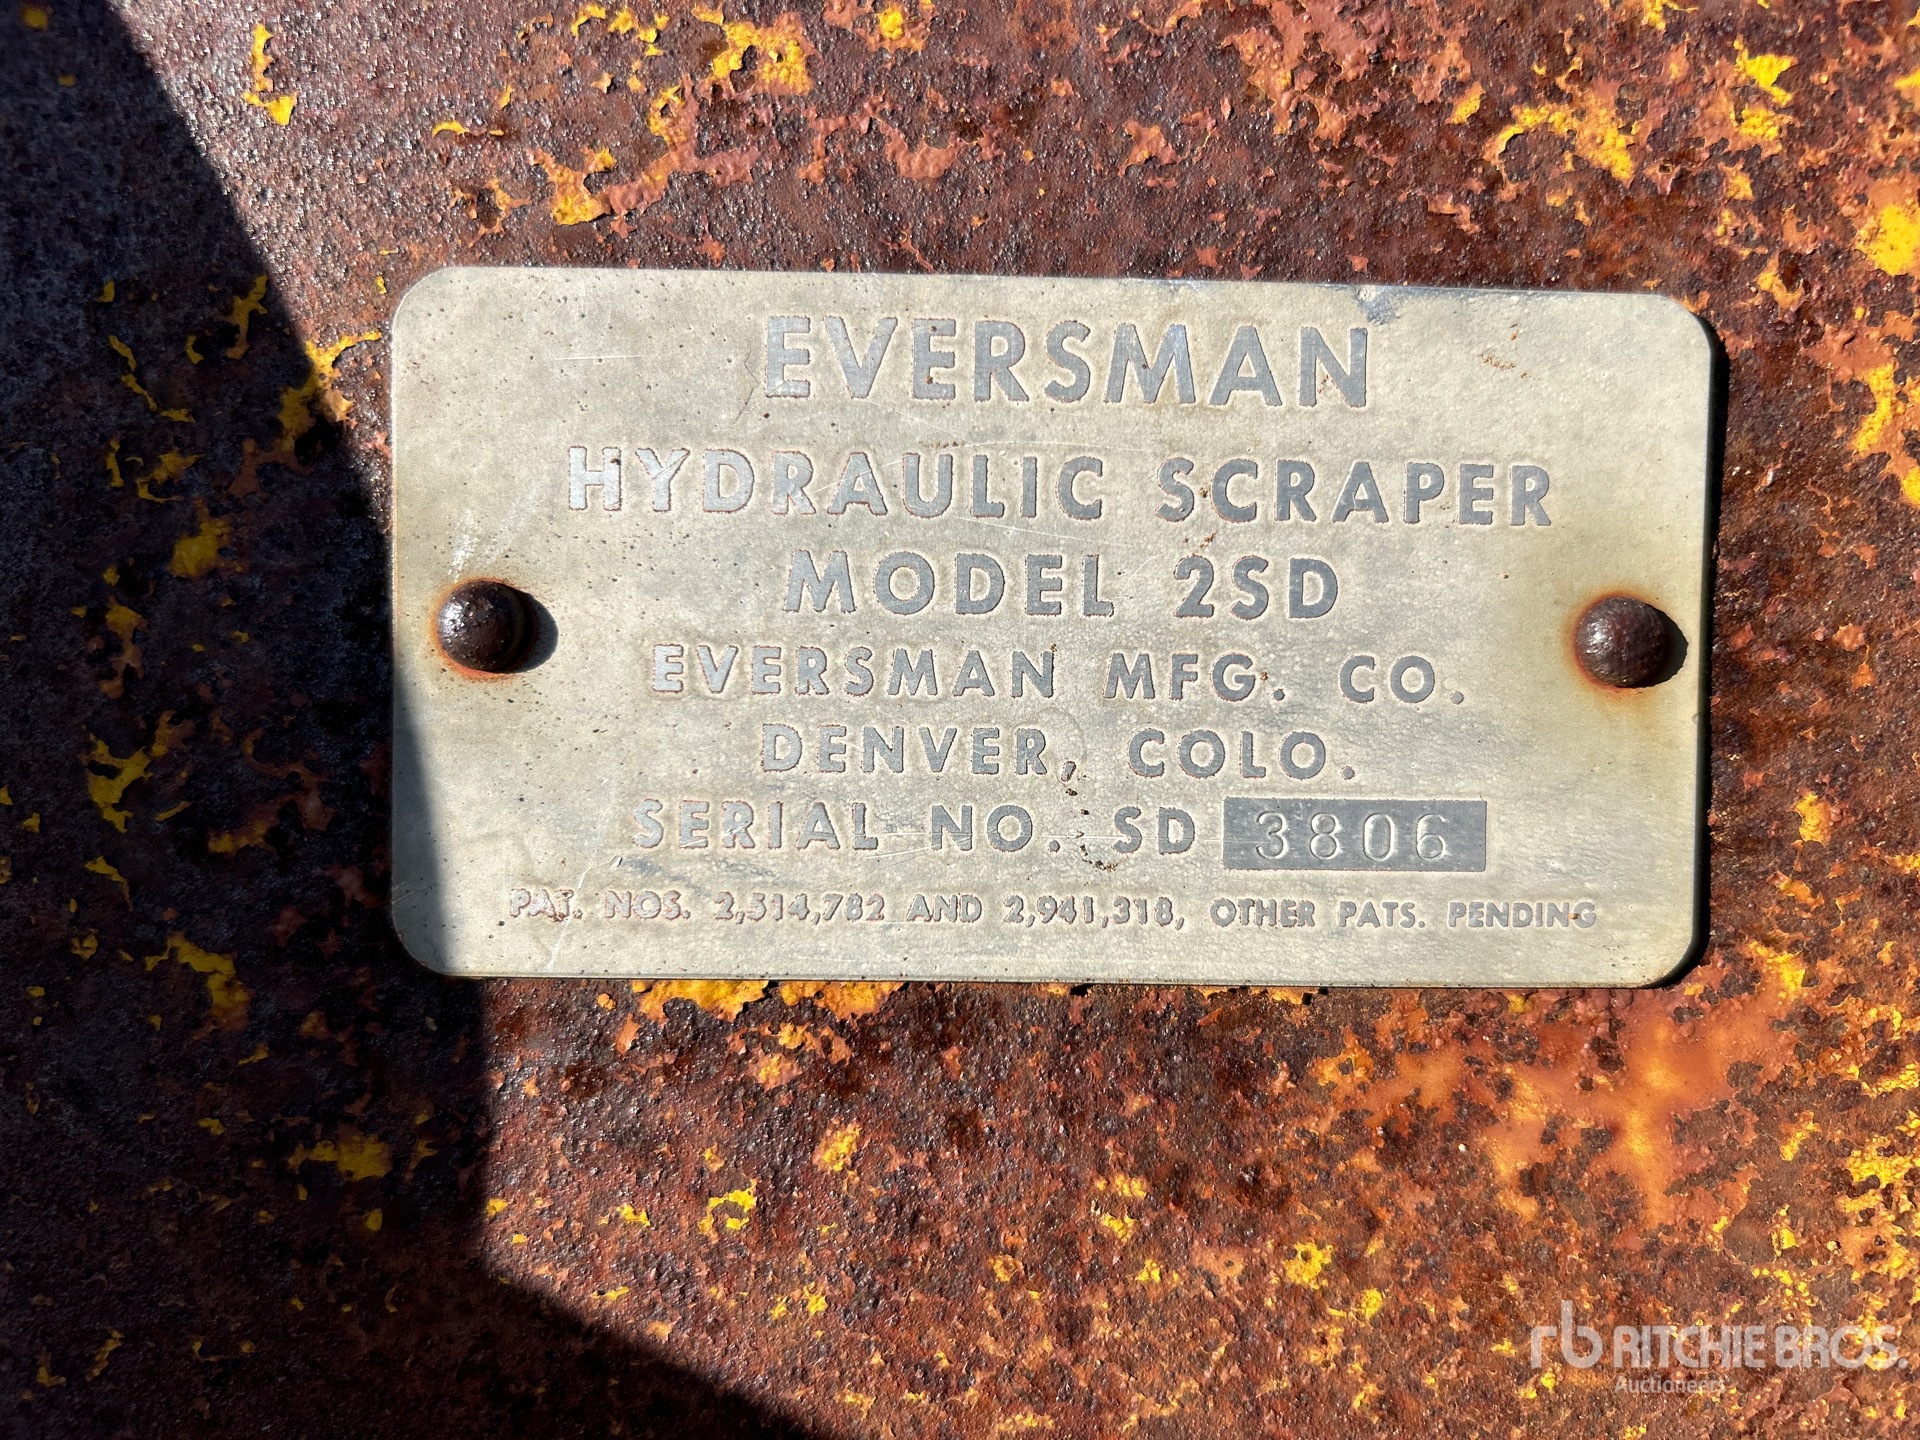 EVERSMAN
HYDRAULIC SCRAPER
MODEL 2SD
EVERSMAN MFG. CO.
DENVER, COLO.
SERIAL NO. SD 3806
PAT. NOS. 2,514,782 AND 2,941,318, OTHER PATS. PENDING
rb RITCHIE BROS.
Auctioneers